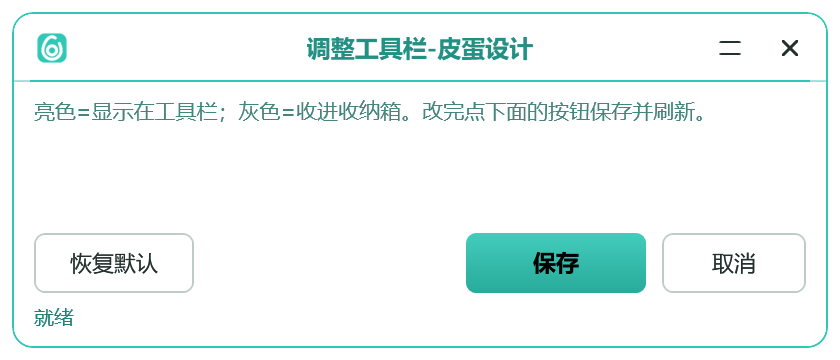 调整工具栏-皮蛋设计
亮色=显示在工具栏；灰色=收进收纳箱。改完点下面的按钮保存并刷新。
恢复默认
保存
取消
就绪